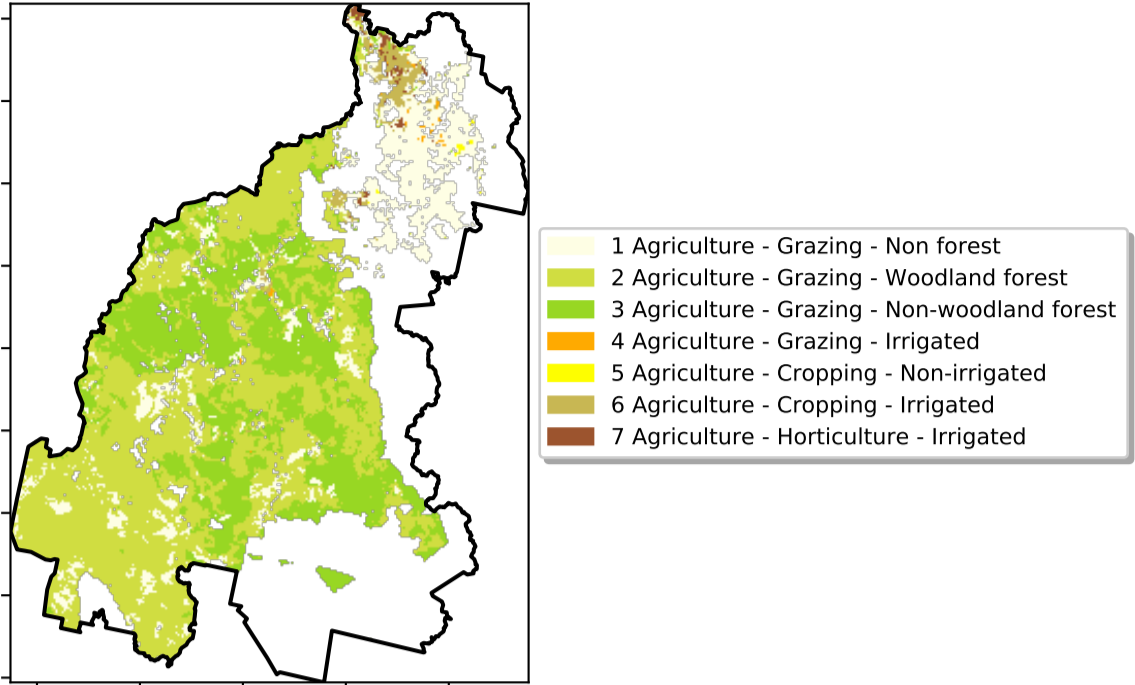 1 Agriculture - Grazing - Non forest
2 Agriculture - Grazing - Woodland forest
3 Agriculture - Grazing - Non-woodland forest
4 Agriculture - Grazing - Irrigated
5 Agriculture - Cropping - Non-irrigated
6 Agriculture - Cropping - Irrigated
7 Agriculture - Horticulture - Irrigated